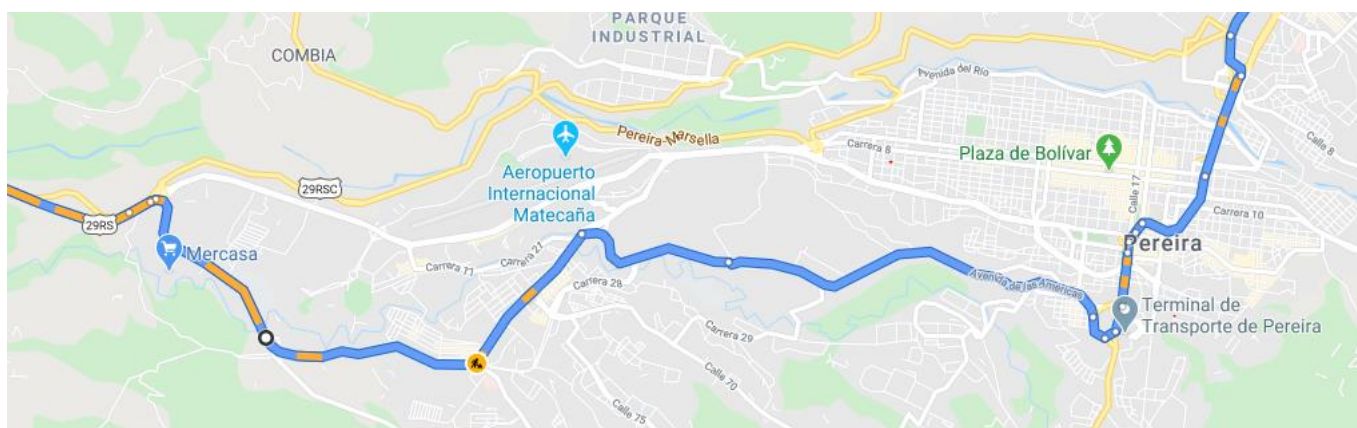 PARQUE
INDUSTRIAL
COMBIA
Avenida del Río
Pereira-Marsella
Carrera 8
Plaza de Bolívar
Calle 8
Aeropuerto
Internacional
Matecaña
29RSC
Calle 17
Carrera 10
29RS
Mercasa
Carrera 21
Carrera 11
Pereira
Carrera 28
Avenida de las Américas
Terminal de
Transporte de Pereira
Carrera 29
Calle 70
Calle 75